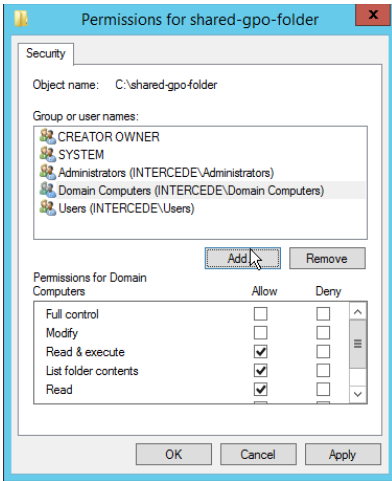 Permissions for shared-gpo-folder
x
Security
Object name: C:\shared-gpo-folder
Group or user names:
CREATOR OWNER
SYSTEM
Administrators (INTERCEDE\Administrators)
Domain Computers (INTERCEDE\Domain Computers)
Users (INTERCEDE\Users)
Add... Remove
Permissions for Domain
Computers Allow Deny
Full control
Modify
Read & execute
List folder contents
Read
OK Cancel Apply